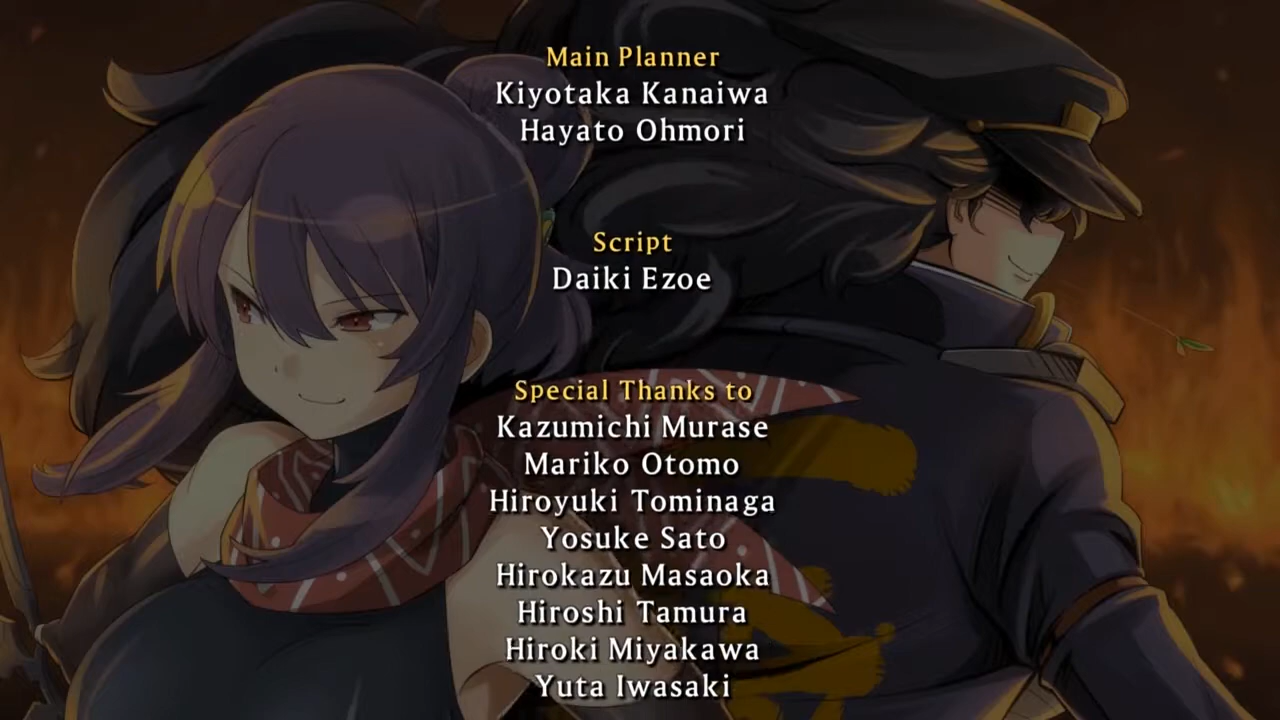 Main Planner
Kiyotaka Kanaiwa
Hayato Ohmori
Script
Daiki Ezoe
Special Thanks to
Kazumichi Murase
Mariko Otomo
Hiroyuki Tominaga
Yosuke Sato
Hirokazu Masaoka
Hiroshi Tamura
Hiroki Miyakawa
Yuta Iwasaki